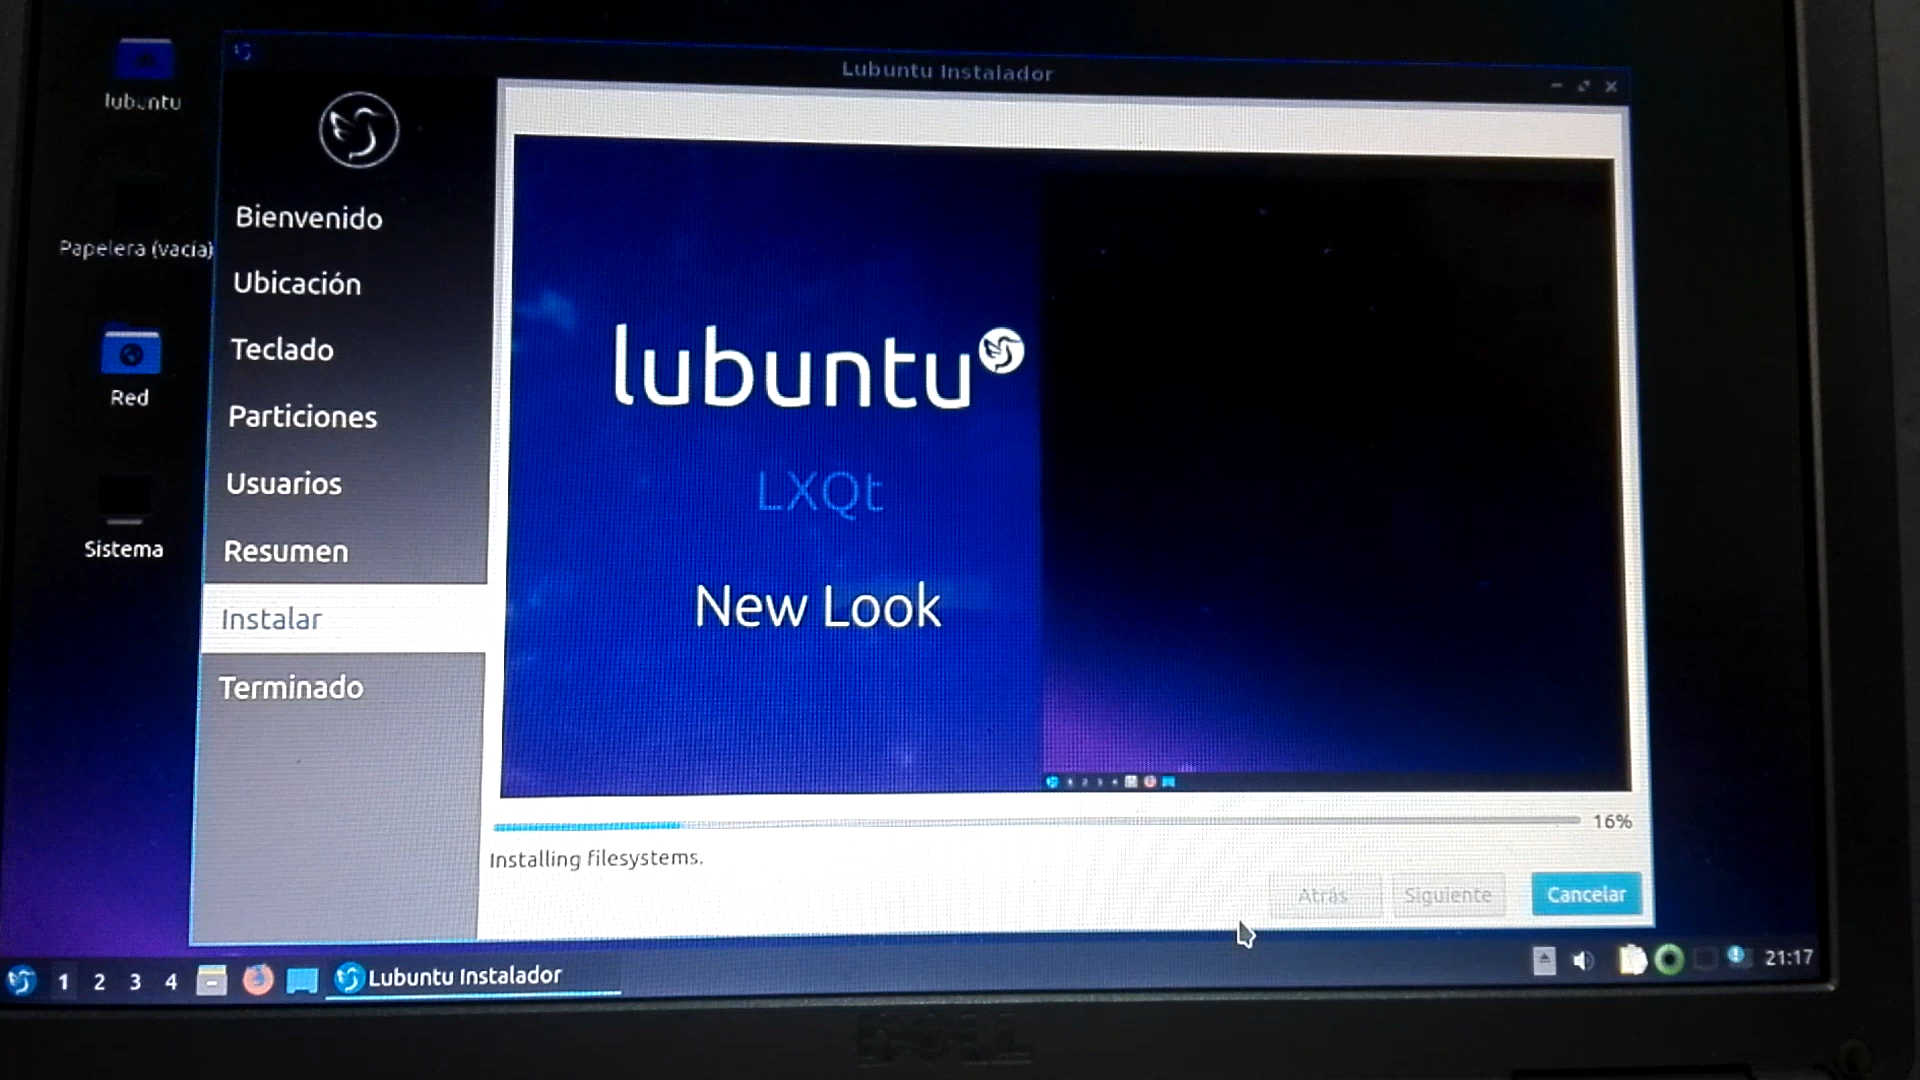 Lubuntu Instalador
lubuntu
Papelera (vacía)
Red
Sistema
Bienvenido
Ubicación
Teclado
Particiones
Usuarios
Resumen
Instalar
Terminado
lubuntu
LXQt
New Look
16%
Installing filesystems.
Atrás
Siguiente
Cancelar
1 2 3 4
Lubuntu Instalador
21:17
DELL